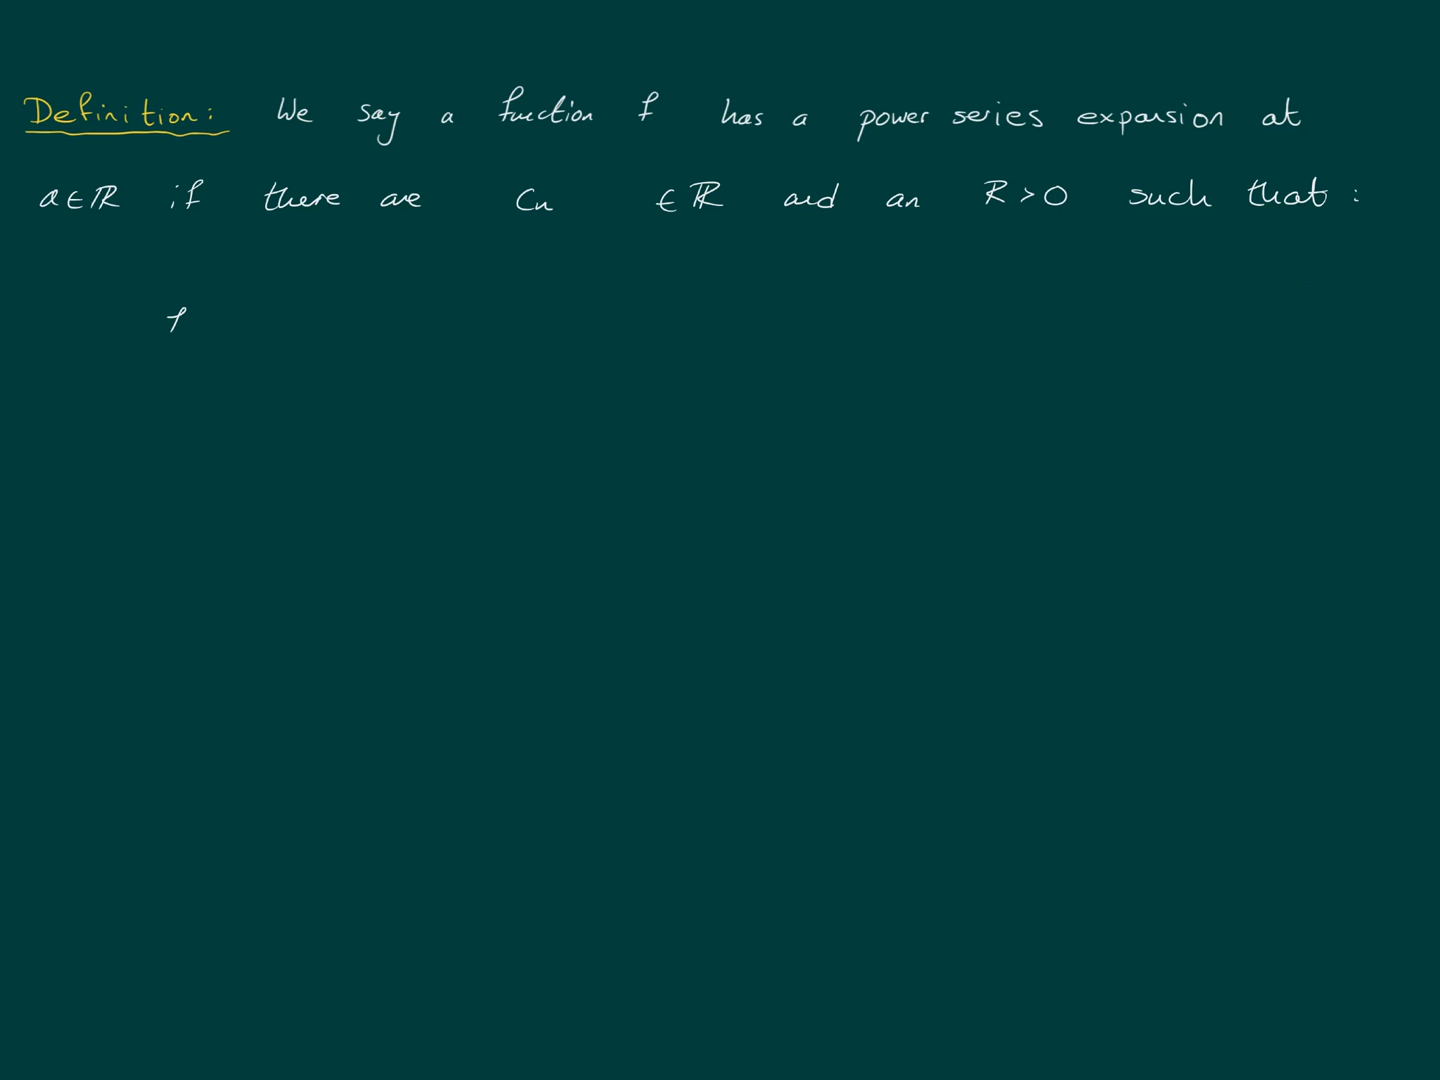 Definition: We say a function f has a power series expansion at
a ∈ ℝ if there are Cn ∈ ℝ and an R > 0 such that :
f